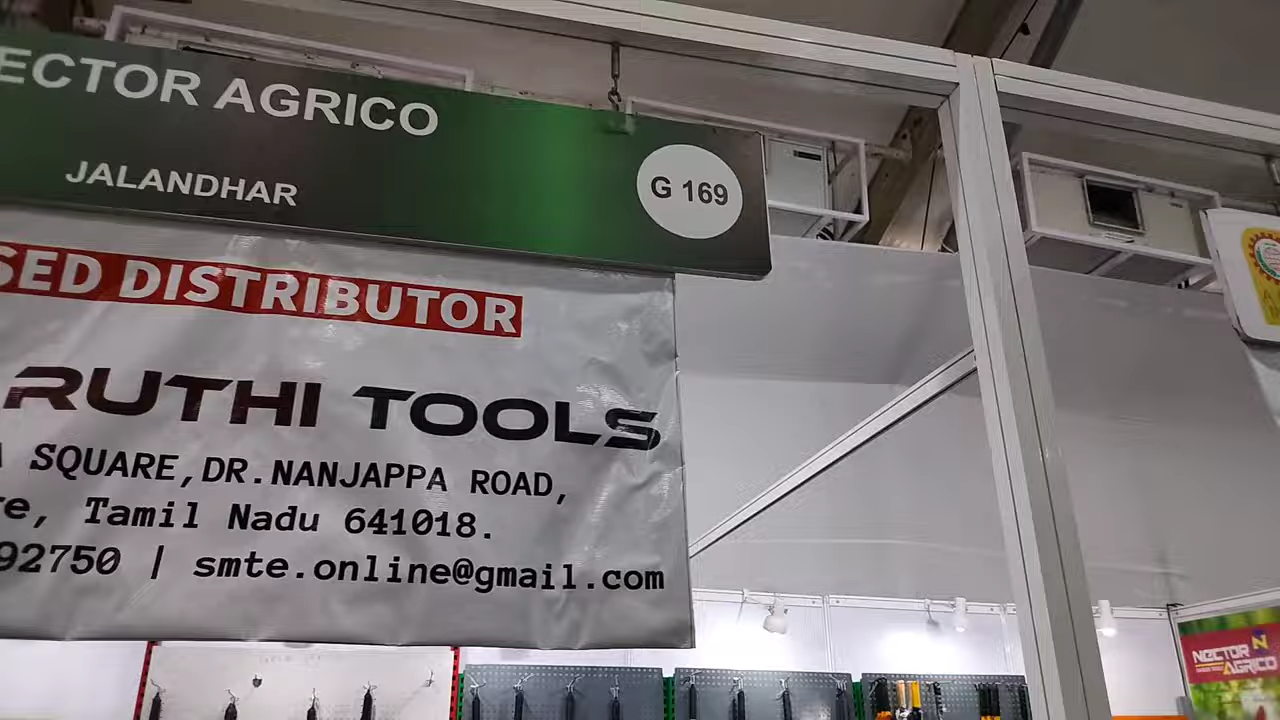 ECTOR AGRICO
JALANDHAR
G 169
SED DISTRIBUTOR
RUTHI TOOLS
SQUARE,DR.NANJAPPA ROAD,
re, Tamil Nadu 641018.
92750 | smte.online@gmail.com
NECTOR
AGRICO